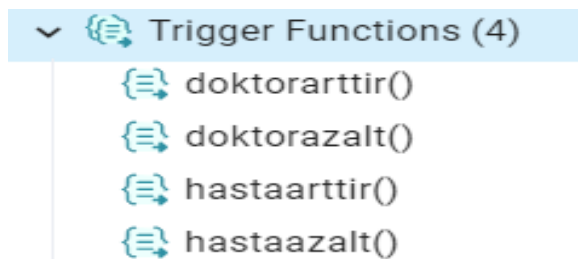 Trigger Functions (4)
doktorarttir()
doktorazalt()
hastaarttir()
hastaazalt()